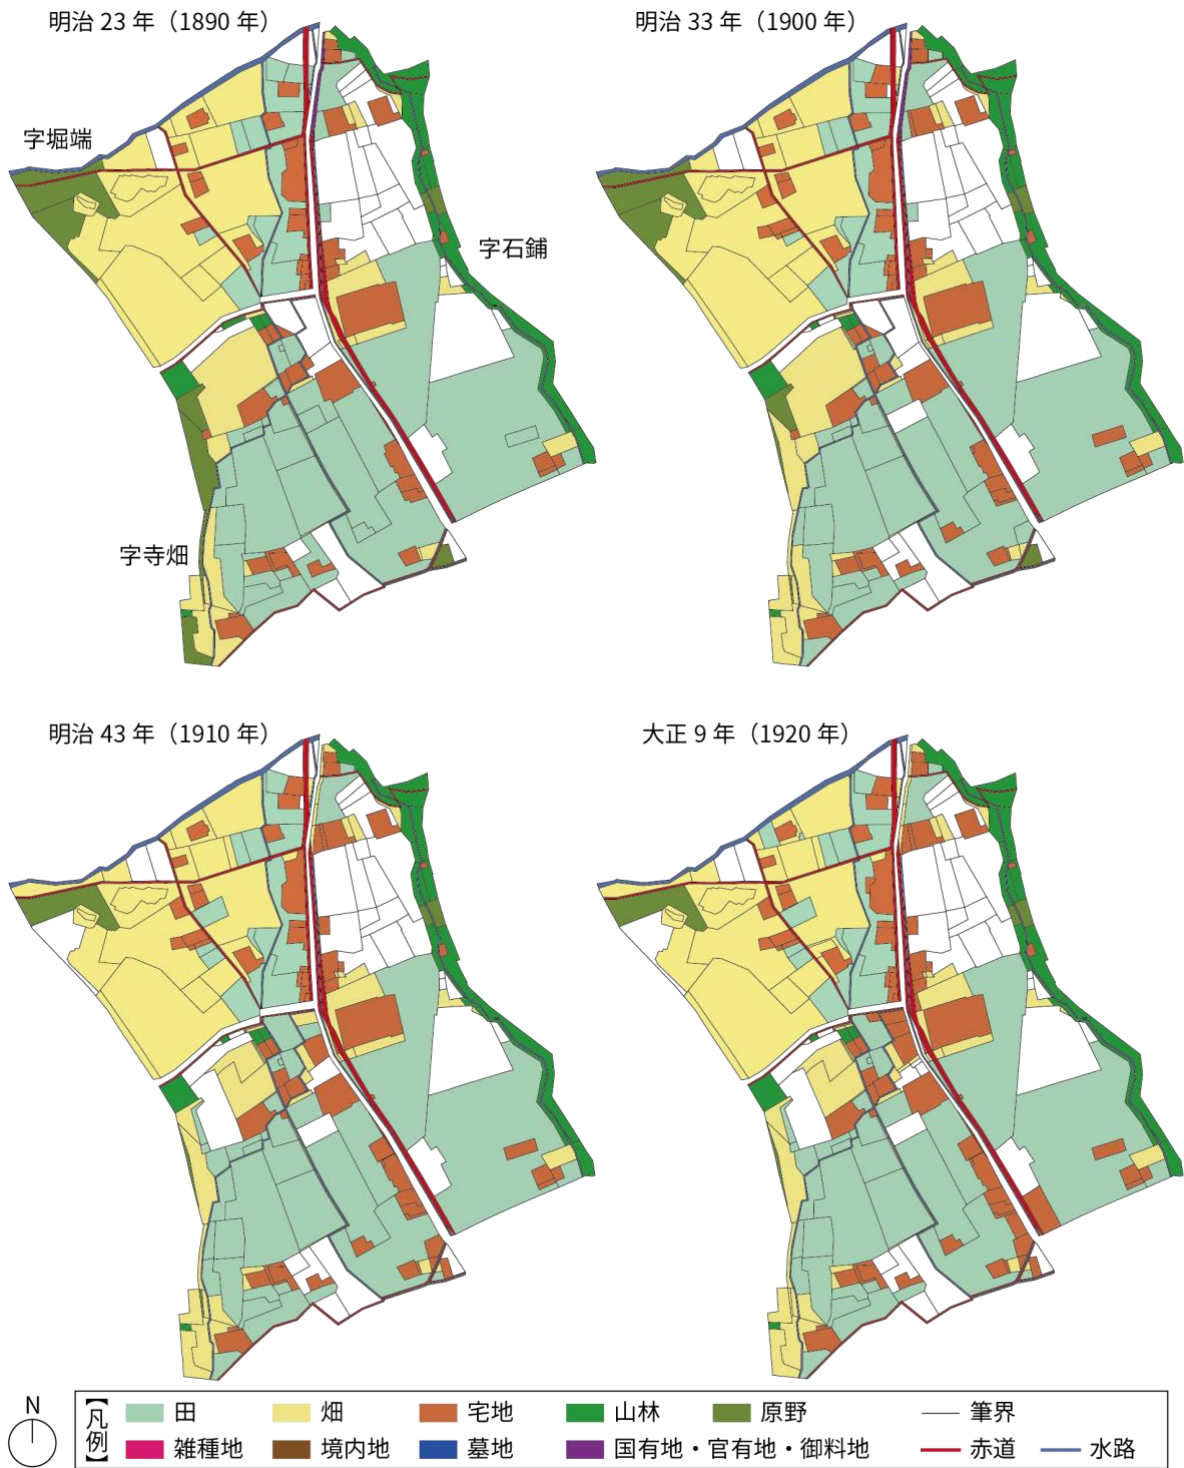 明治 23 年（1890 年）
明治 33 年（1900 年）
字堀端
字石鋪
字寺畑
明治 43 年（1910 年）
大正 9 年（1920 年）
N
【凡例】
田 畑 宅地 山林 原野 筆界
雑種地 境内地 墓地 国有地・官有地・御料地 赤道 水路